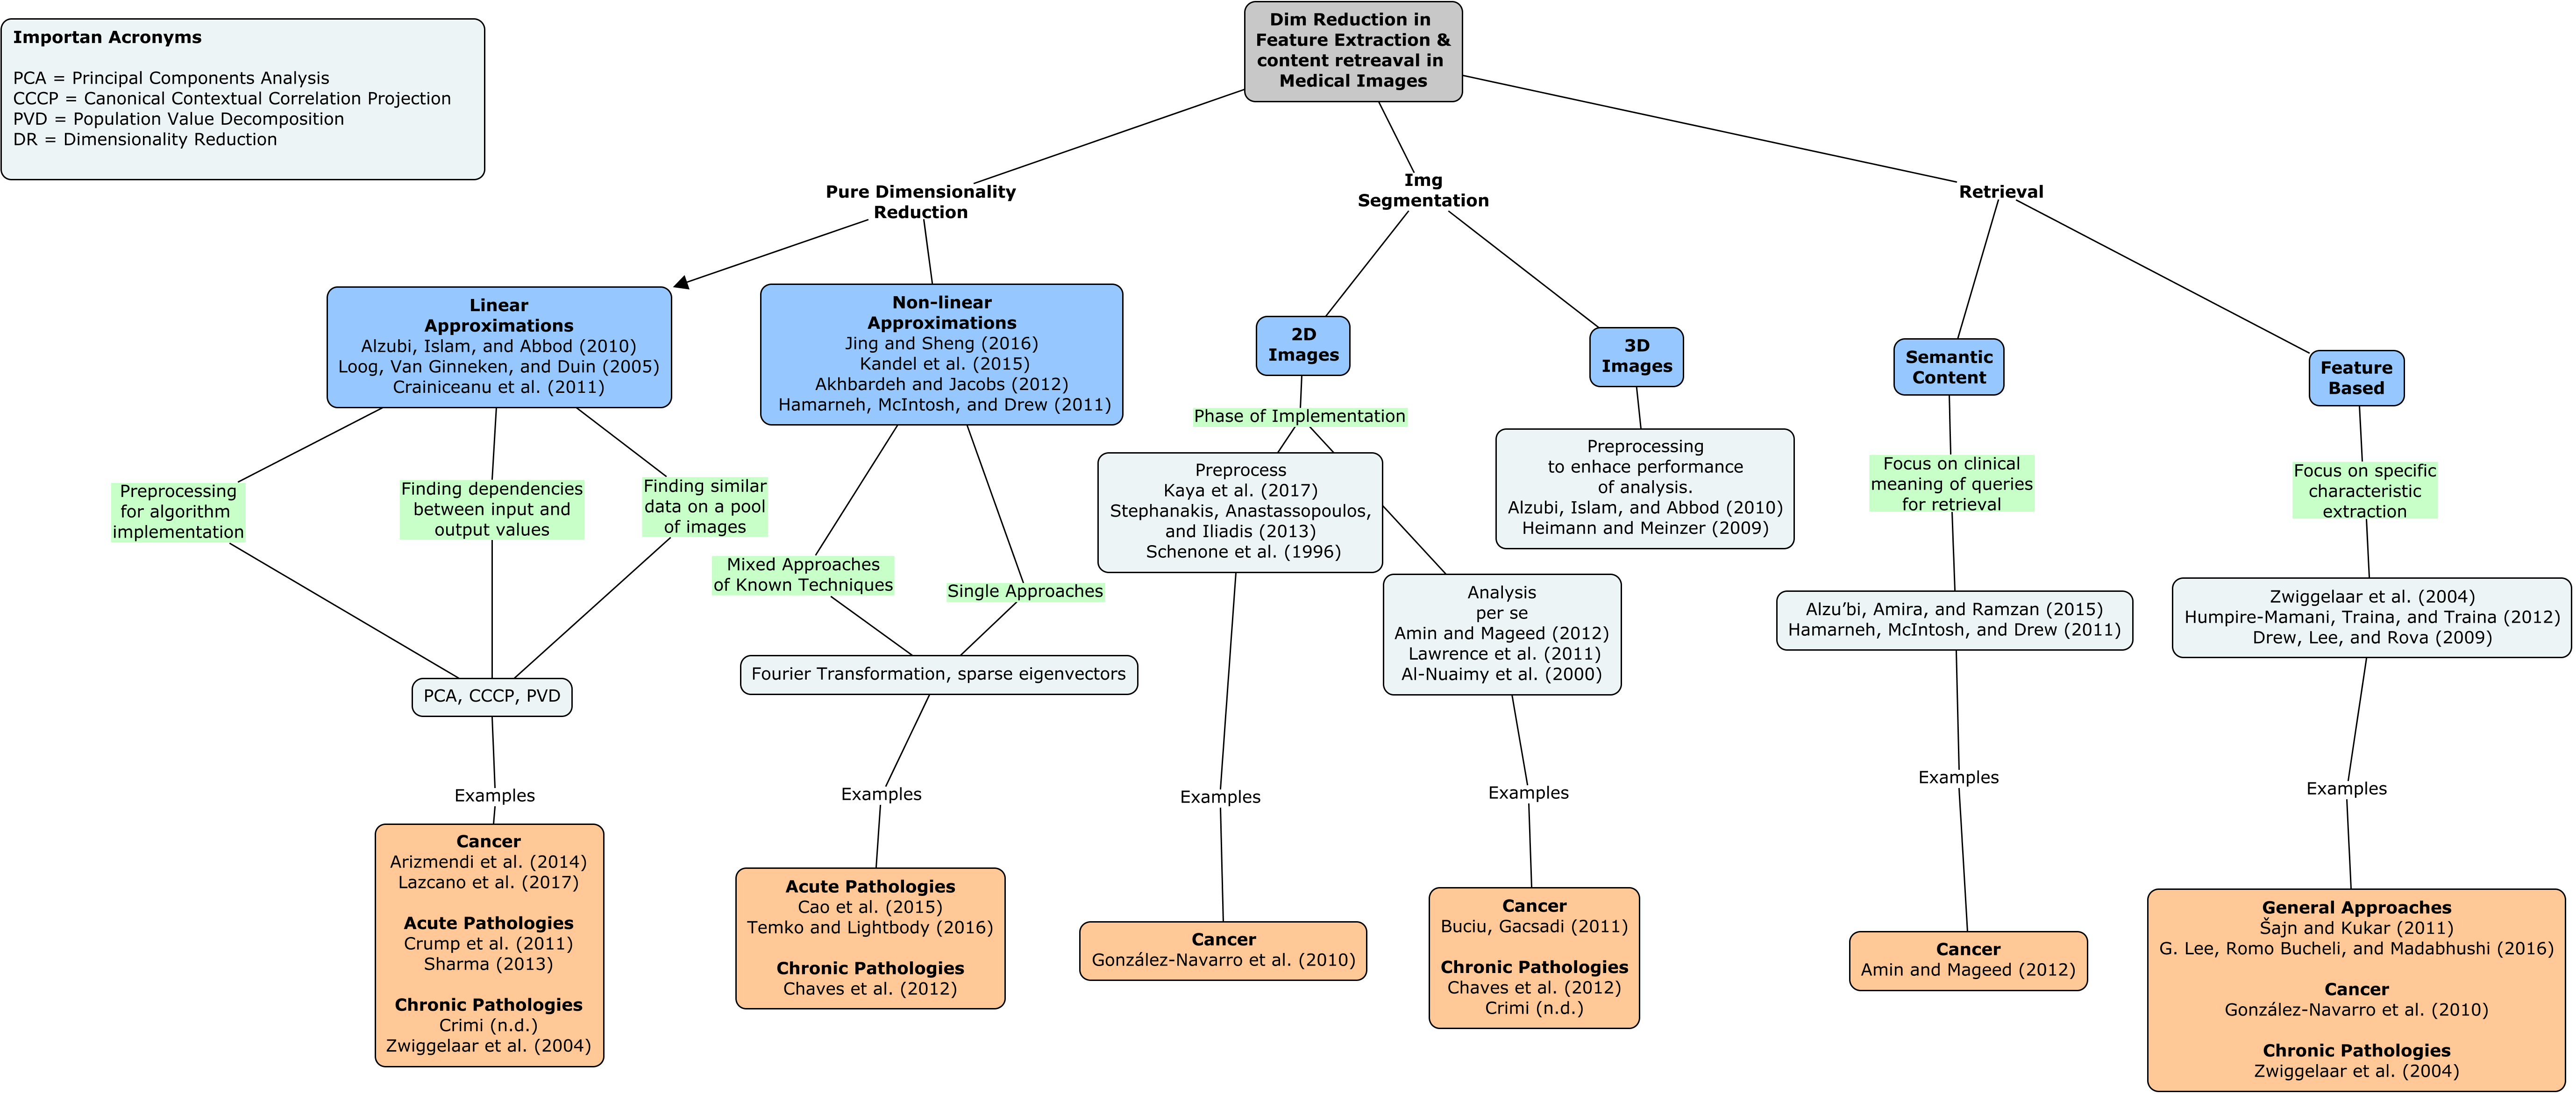 Importan Acronyms
PCA = Principal Components Analysis
CCCP = Canonical Contextual Correlation Projection
PVD = Population Value Decomposition
DR = Dimensionality Reduction
Dim Reduction in
Feature Extraction &
content retreaval in
Medical Images
Pure Dimensionality
Reduction
Img
Segmentation
Retrieval
Linear
Approximations
Alzubi, Islam, and Abbod (2010)
Loog, Van Ginneken, and Duin (2005)
Crainiceanu et al. (2011)
Non-linear
Approximations
Jing and Sheng (2016)
Kandel et al. (2015)
Akhbardeh and Jacobs (2012)
Hamarneh, McIntosh, and Drew (2011)
2D
Images
3D
Images
Semantic
Content
Feature
Based
Preprocessing
for algorithm
implementation
Finding dependencies
between input and
output values
Finding similar
data on a pool
of images
Mixed Approaches
of Known Techniques
Single Approaches
Phase of Implementation
Preprocess
Kaya et al. (2017)
Stephanakis, Anastassopoulos,
and Iliadis (2013)
Schenone et al. (1996)
Preprocessing
to enhace performance
of analysis.
Alzubi, Islam, and Abbod (2010)
Heimann and Meinzer (2009)
Focus on clinical
meaning of queries
for retrieval
Focus on specific
characteristic
extraction
PCA, CCCP, PVD
Fourier Transformation, sparse eigenvectors
Analysis
per se
Amin and Mageed (2012)
Lawrence et al. (2011)
Al-Nuaimy et al. (2000)
Alzu’bi, Amira, and Ramzan (2015)
Hamarneh, McIntosh, and Drew (2011)
Zwiggelaar et al. (2004)
Humpire-Mamani, Traina, and Traina (2012)
Drew, Lee, and Rova (2009)
Examples
Examples
Examples
Examples
Examples
Examples
Cancer
Arizmendi et al. (2014)
Lazcano et al. (2017)
Acute Pathologies
Crump et al. (2011)
Sharma (2013)
Chronic Pathologies
Crimi (n.d.)
Zwiggelaar et al. (2004)
Acute Pathologies
Cao et al. (2015)
Temko and Lightbody (2016)
Chronic Pathologies
Chaves et al. (2012)
Cancer
González-Navarro et al. (2010)
Cancer
Buciu, Gacsadi (2011)
Chronic Pathologies
Chaves et al. (2012)
Crimi (n.d.)
Cancer
Amin and Mageed (2012)
General Approaches
Šajn and Kukar (2011)
G. Lee, Romo Bucheli, and Madabhushi (2016)
Cancer
González-Navarro et al. (2010)
Chronic Pathologies
Zwiggelaar et al. (2004)